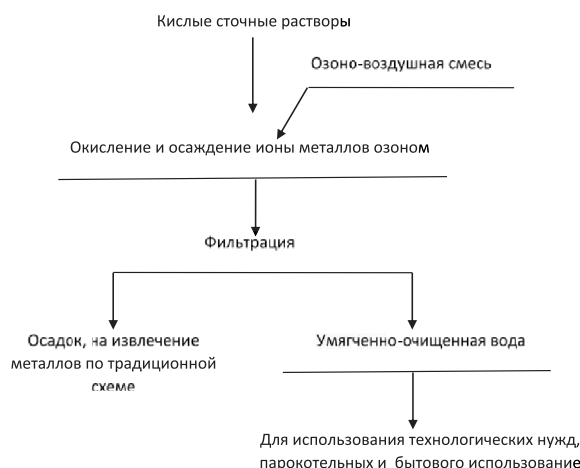 Кислые сточные растворы
Озоно-воздушная смесь
Окисление и осаждение ионы металлов озоном
Фильтрация
Осадок, на извлечение
металлов по традиционной
схеме
Умягченно-очищенная вода
Для использования технологических нужд,
парокотельных и бытового использование